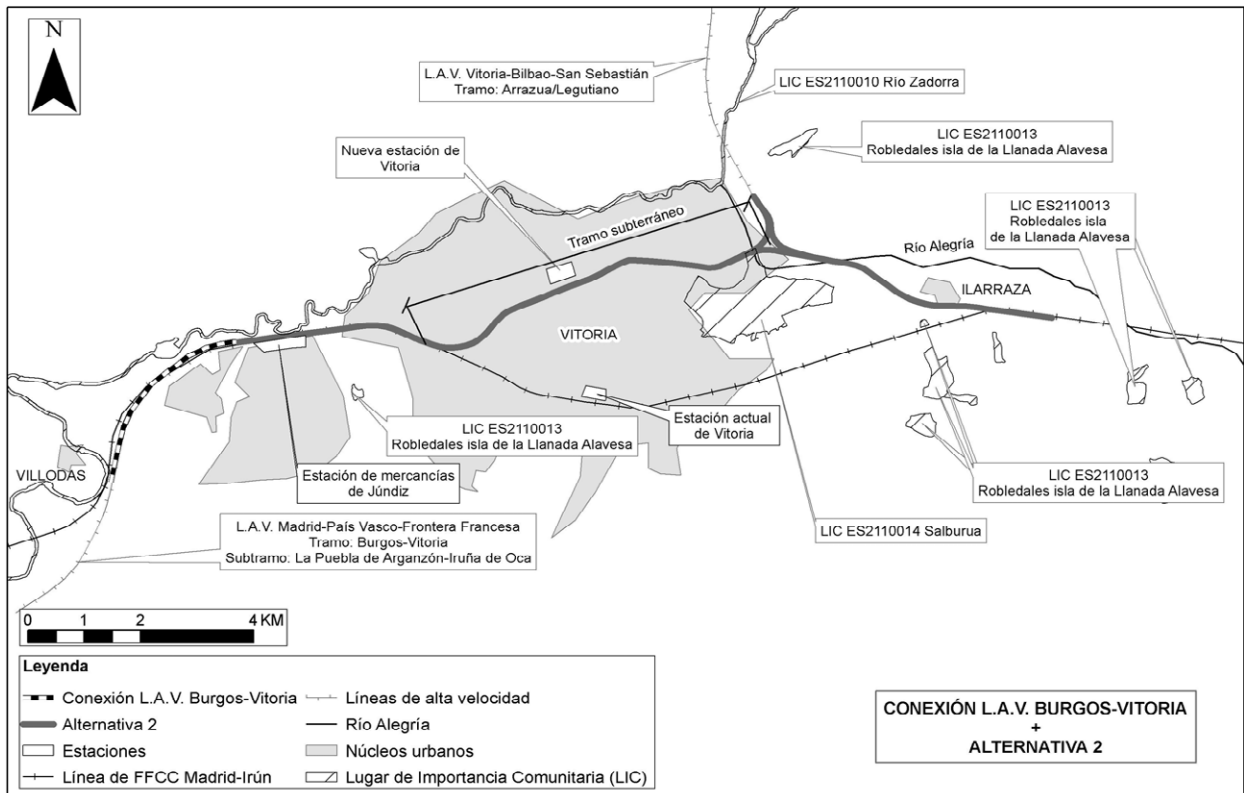 N
L.A.V. Vitoria-Bilbao-San Sebastián
Tramo: Arrazua/Legutiano
LIC ES2110010 Río Zadorra
LIC ES2110013
Robledales isla de la Llanada Alavesa
Nueva estación de
Vitoria
LIC ES2110013
Robledales isla
de la Llanada Alavesa
Tramo subterráneo
Río Alegría
ILARRAZA
VITORIA
Estación actual
de Vitoria
LIC ES2110013
Robledales isla de la Llanada Alavesa
VILLODAS
Estación de mercancías
de Júndiz
LIC ES2110013
Robledales isla de la Llanada Alavesa
LIC ES2110014 Salburua
L.A.V. Madrid-País Vasco-Frontera Francesa
Tramo: Burgos-Vitoria
Subtramo: La Puebla de Arganzón-Iruña de Oca
0 1 2 4 KM
Leyenda
Conexión L.A.V. Burgos-Vitoria
Líneas de alta velocidad
Alternativa 2
Río Alegría
Estaciones
Núcleos urbanos
Línea de FFCC Madrid-Irún
Lugar de Importancia Comunitaria (LIC)
CONEXIÓN L.A.V. BURGOS-VITORIA
+
ALTERNATIVA 2